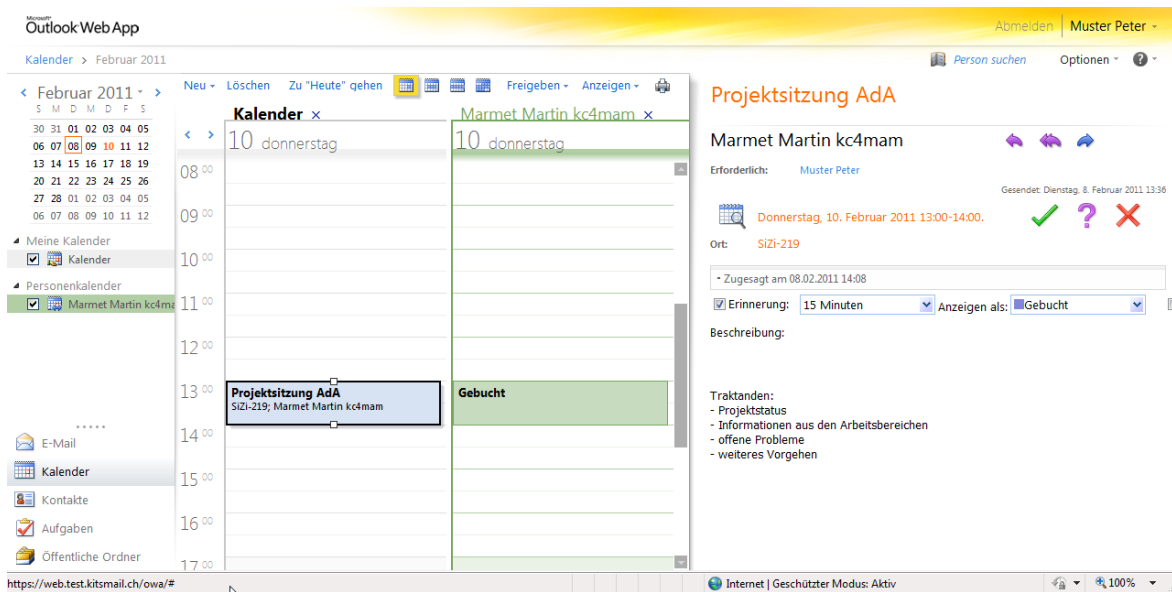 Microsoft®
Outlook Web App
Abmelden Muster Peter
Kalender > Februar 2011
Person suchen Optionen ?
Februar 2011
S M D M D F S
30 31 01 02 03 04 05
06 07 08 09 10 11 12
13 14 15 16 17 18 19
20 21 22 23 24 25 26
27 28 01 02 03 04 05
06 07 08 09 10 11 12
Meine Kalender
Kalender
Personenkalender
Marmet Martin kc4ma
E-Mail
Kalender
Kontakte
Aufgaben
Öffentliche Ordner
Neu Löschen Zu "Heute" gehen Freigeben Anzeigen
Kalender x Marmet Martin kc4mam x
10 donnerstag 10 donnerstag
08 00
09 00
10 00
11 00
12 00
13 00
Projektsitzung AdA
SiZi-219; Marmet Martin kc4mam
Gebucht
14 00
15 00
16 00
17 00
Projektsitzung AdA
Marmet Martin kc4mam
Erforderlich: Muster Peter
Gesendet: Dienstag, 8. Februar 2011 13:36
Donnerstag, 10. Februar 2011 13:00-14:00.
Ort: SiZi-219
- Zugesagt am 08.02.2011 14:08
Erinnerung: 15 Minuten Anzeigen als: Gebucht
Beschreibung:
Traktanden:
- Projektstatus
- Informationen aus den Arbeitsbereichen
- offene Probleme
- weiteres Vorgehen
https://web.test.kitsmail.ch/owa/# Internet | Geschützter Modus: Aktiv 100%